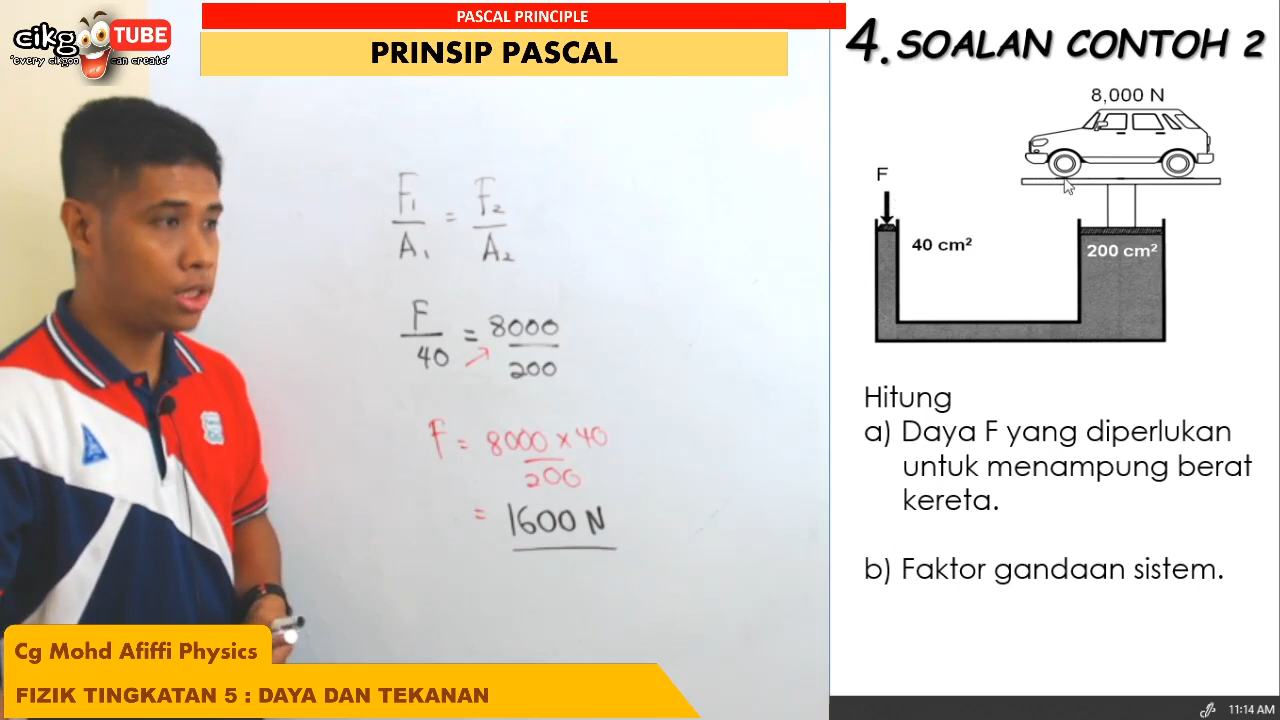 cikgooTUBE
'every cikgoo can create'
PASCAL PRINCIPLE
PRINSIP PASCAL
F₁/A₁ = F₂/A₂
F/40 = 8000/200
F = 8000 × 40/200
= 1600 N
4. SOALAN CONTOH 2
8,000 N
F
40 cm²
200 cm²
Hitung
a) Daya F yang diperlukan
untuk menampung berat
kereta.
b) Faktor gandaan sistem.
Cg Mohd Afiffi Physics
FIZIK TINGKATAN 5 : DAYA DAN TEKANAN
11:14 AM